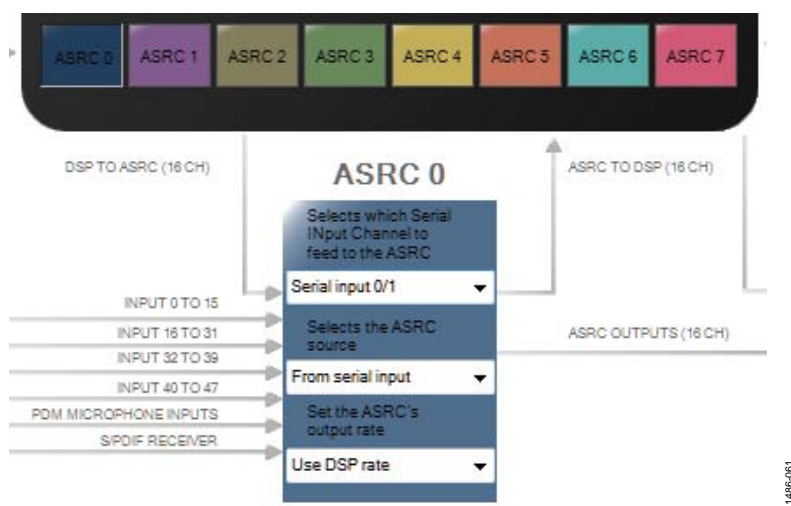 ASRC 0 ASRC 1 ASRC 2 ASRC 3 ASRC 4 ASRC 5 ASRC 6 ASRC 7
DSP TO ASRC (16 CH)
ASRC TO DSP (16 CH)
ASRC 0
Selects which Serial
INput Channel to
feed to the ASRC
Serial input 0/1
INPUT 0 TO 15
INPUT 16 TO 31
INPUT 32 TO 39
INPUT 40 TO 47
PDM MICROPHONE INPUTS
S/PDIF RECEIVER
Selects the ASRC
source
From serial input
Set the ASRC's
output rate
Use DSP rate
ASRC OUTPUTS (16 CH)
1486-061